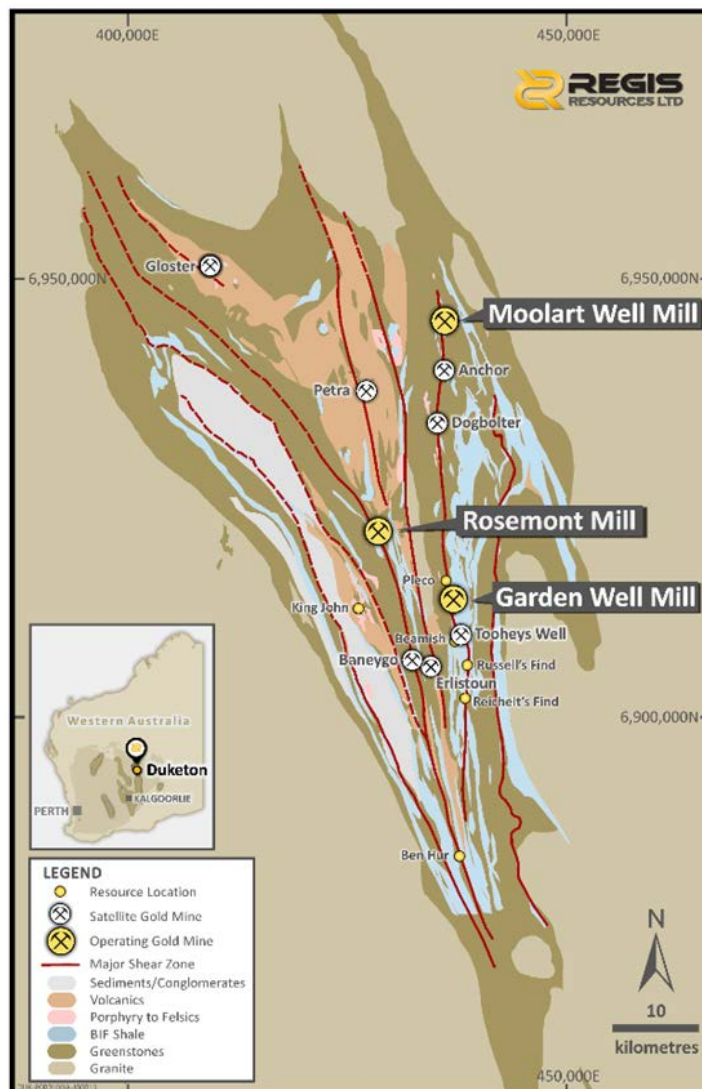 400,000E
450,000E
REGIS
RESOURCES LTD
Gloster
6,950,000N
6,950,000N
Moolart Well Mill
Anchor
Petra
Dogbolter
Rosemont Mill
Pleco
Garden Well Mill
King John
Beamish
Tooheys Well
Baneygo
Russell's Find
Erlistoun
Reichelt's Find
6,900,000N
Western Australia
Duketon
KALGOORLIE
PERTH
Ben Hur
LEGEND
Resource Location
Satellite Gold Mine
Operating Gold Mine
Major Shear Zone
Sediments/Conglomerates
Volcanics
Porphyry to Felsics
BIF Shale
Greenstones
Granite
N
10
kilometres
450,000E